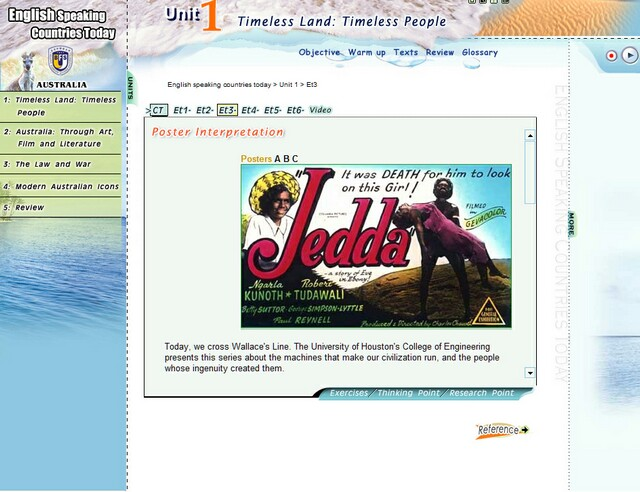 English Speaking
Countries Today
Unit 1
Timeless Land: Timeless People
Objective Warm up Texts Review Glossary
AUSTRALIA
UNITS
1: Timeless Land: Timeless
People
2: Australia: Through Art,
Film and Literature
3: The Law and War
4: Modern Australian Icons
5: Review
English speaking countries today > Unit 1 > Et3
>CT Et1- Et2- Et3- Et4- Et5- Et6- Video
Poster Interpretation
Posters A B C
"It was DEATH for him to look
on this Girl!
COLUMBIA PICTURES
Jedda
FILMED
in
GEVACOLOR
-a story of Eve
in Ebony!
Ngarla Robert
KUNOTH * TUDAWALI
Betty SUTTOR George SIMPSON-LYTTLE
Paul REYNELL
Produced & Directed by Charles Chauvel
FOR
GENERAL
EXHIBITION
Today, we cross Wallace's Line. The University of Houston's College of Engineering
presents this series about the machines that make our civilization run, and the people
whose ingenuity created them.
Exercises / Thinking Point / Research Point
Reference
ENGLISH SPEAKING COUNTRIES TODAY
MORE